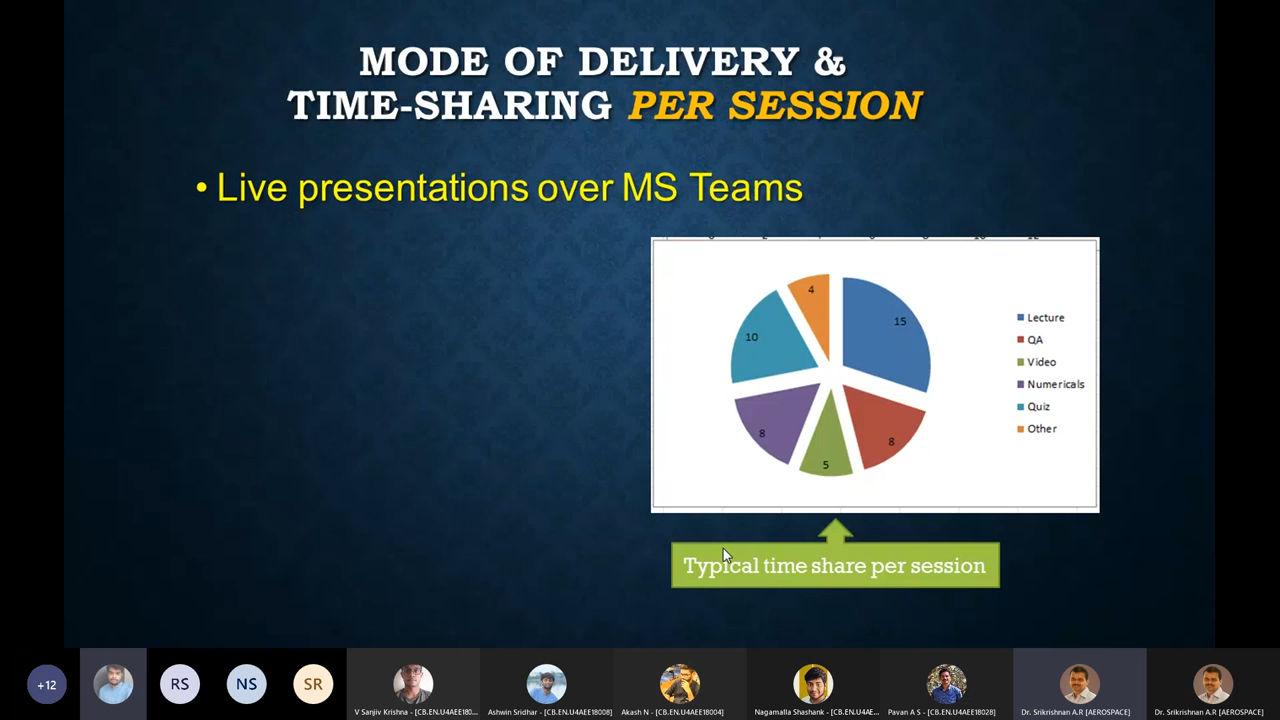 MODE OF DELIVERY &
TIME-SHARING PER SESSION
• Live presentations over MS Teams
4
15
10
8
8
5
Lecture
QA
Video
Numericals
Quiz
Other
Typical time share per session
+12
RS
NS
SR
V Sanjiv Krishna - [CB.EN.U4AEE180...
Ashwin Sridhar - [CB.EN.U4AEE18008]
Akash N - [CB.EN.U4AEE18004]
Nagamalla Shashank - [CB.EN.U4AE...
Pavan A S - [CB.EN.U4AEE18028]
Dr. Srikrishnan A.R [AEROSPACE]
Dr. Srikrishnan A.R [AEROSPACE]